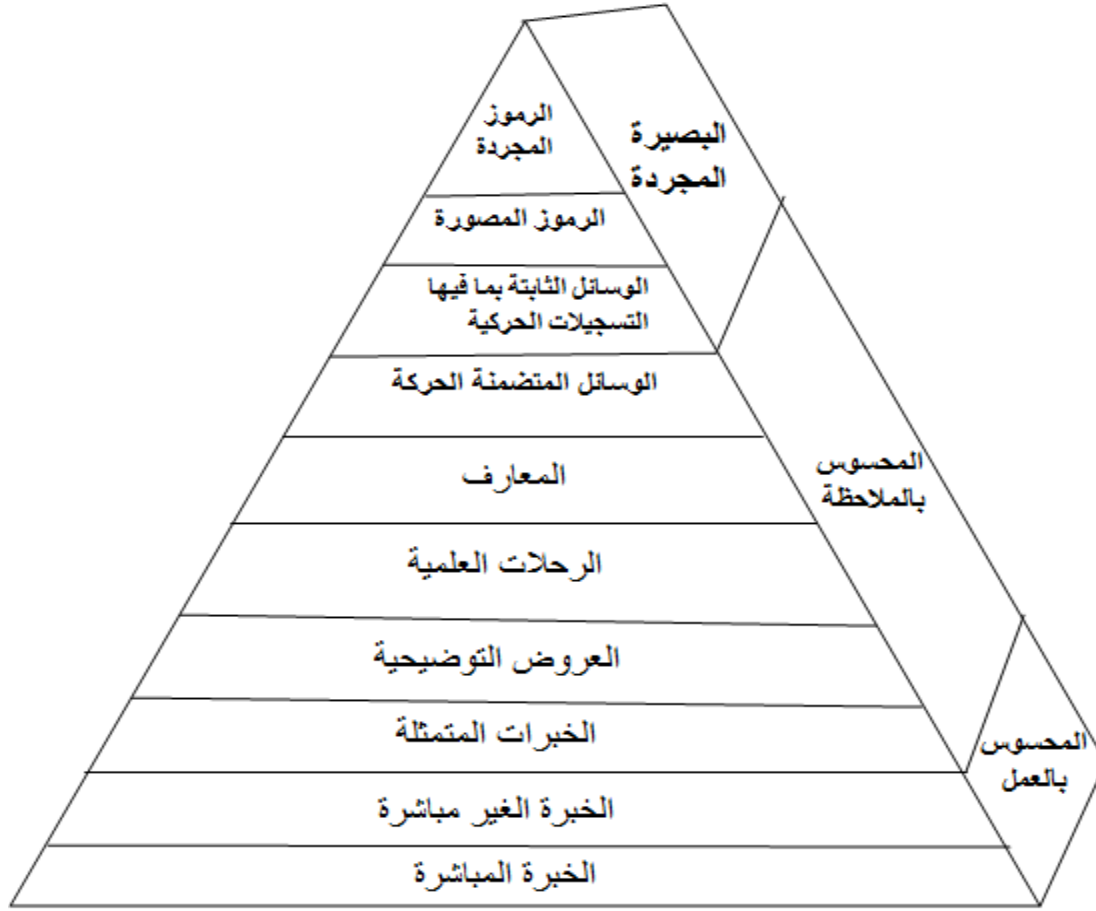 الرموز
المجردة
البصيرة
المجردة
الرموز المصورة
الوسائل الثابتة بما فيها
التسجيلات الحركية
الوسائل المتضمنة الحركة
المعارف
المحسوس
بالملاحظة
الرحلات العلمية
العروض التوضيحية
الخبرات المتمثلة
المحسوس
بالعمل
الخبرة الغير مباشرة
الخبرة المباشرة